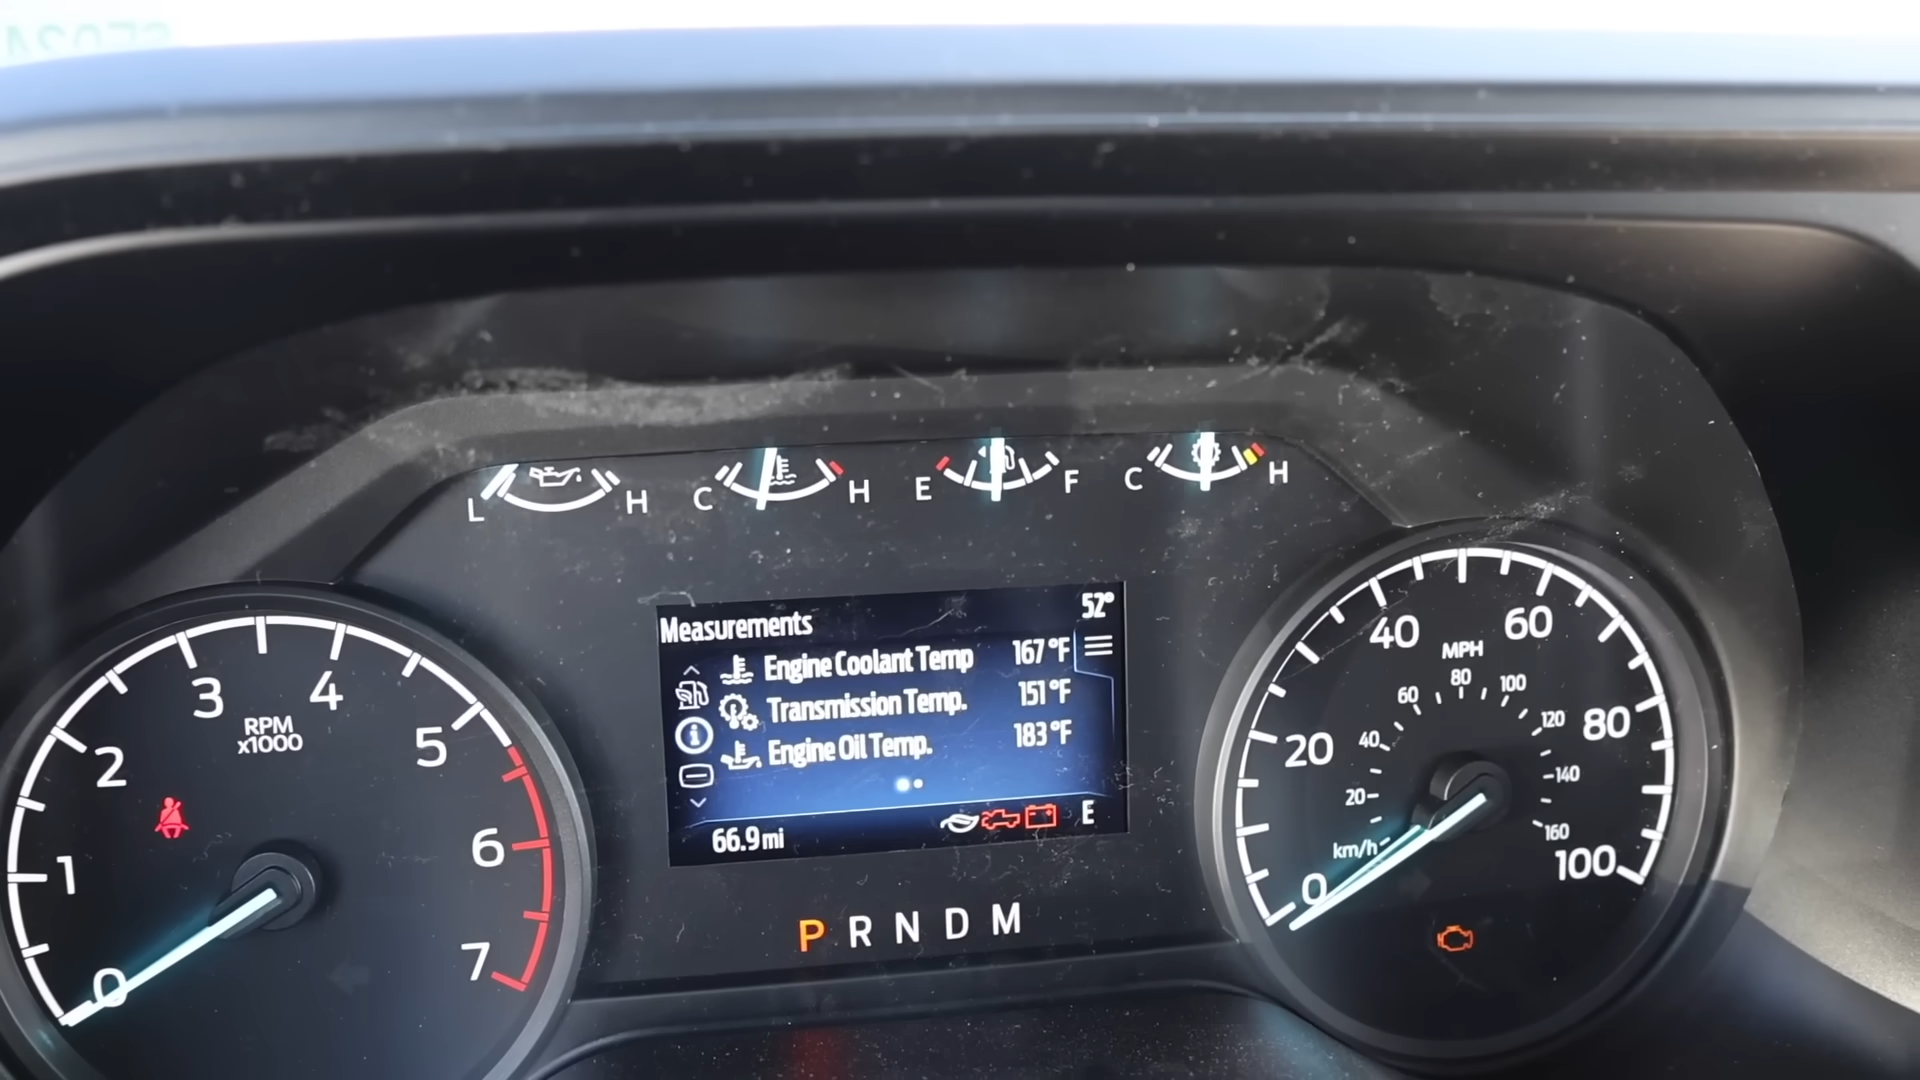 L H C H E F C H
Measurements 52°
Engine Coolant Temp 167 °F
Transmission Temp. 151 °F
Engine Oil Temp. 183 °F
66.9 mi E
P R N D M
0 1 2 3 4 5 6 7
RPM
x1000
0 20 40 60 80 100
MPH
20 40 60 80 100 120 140 160
km/h